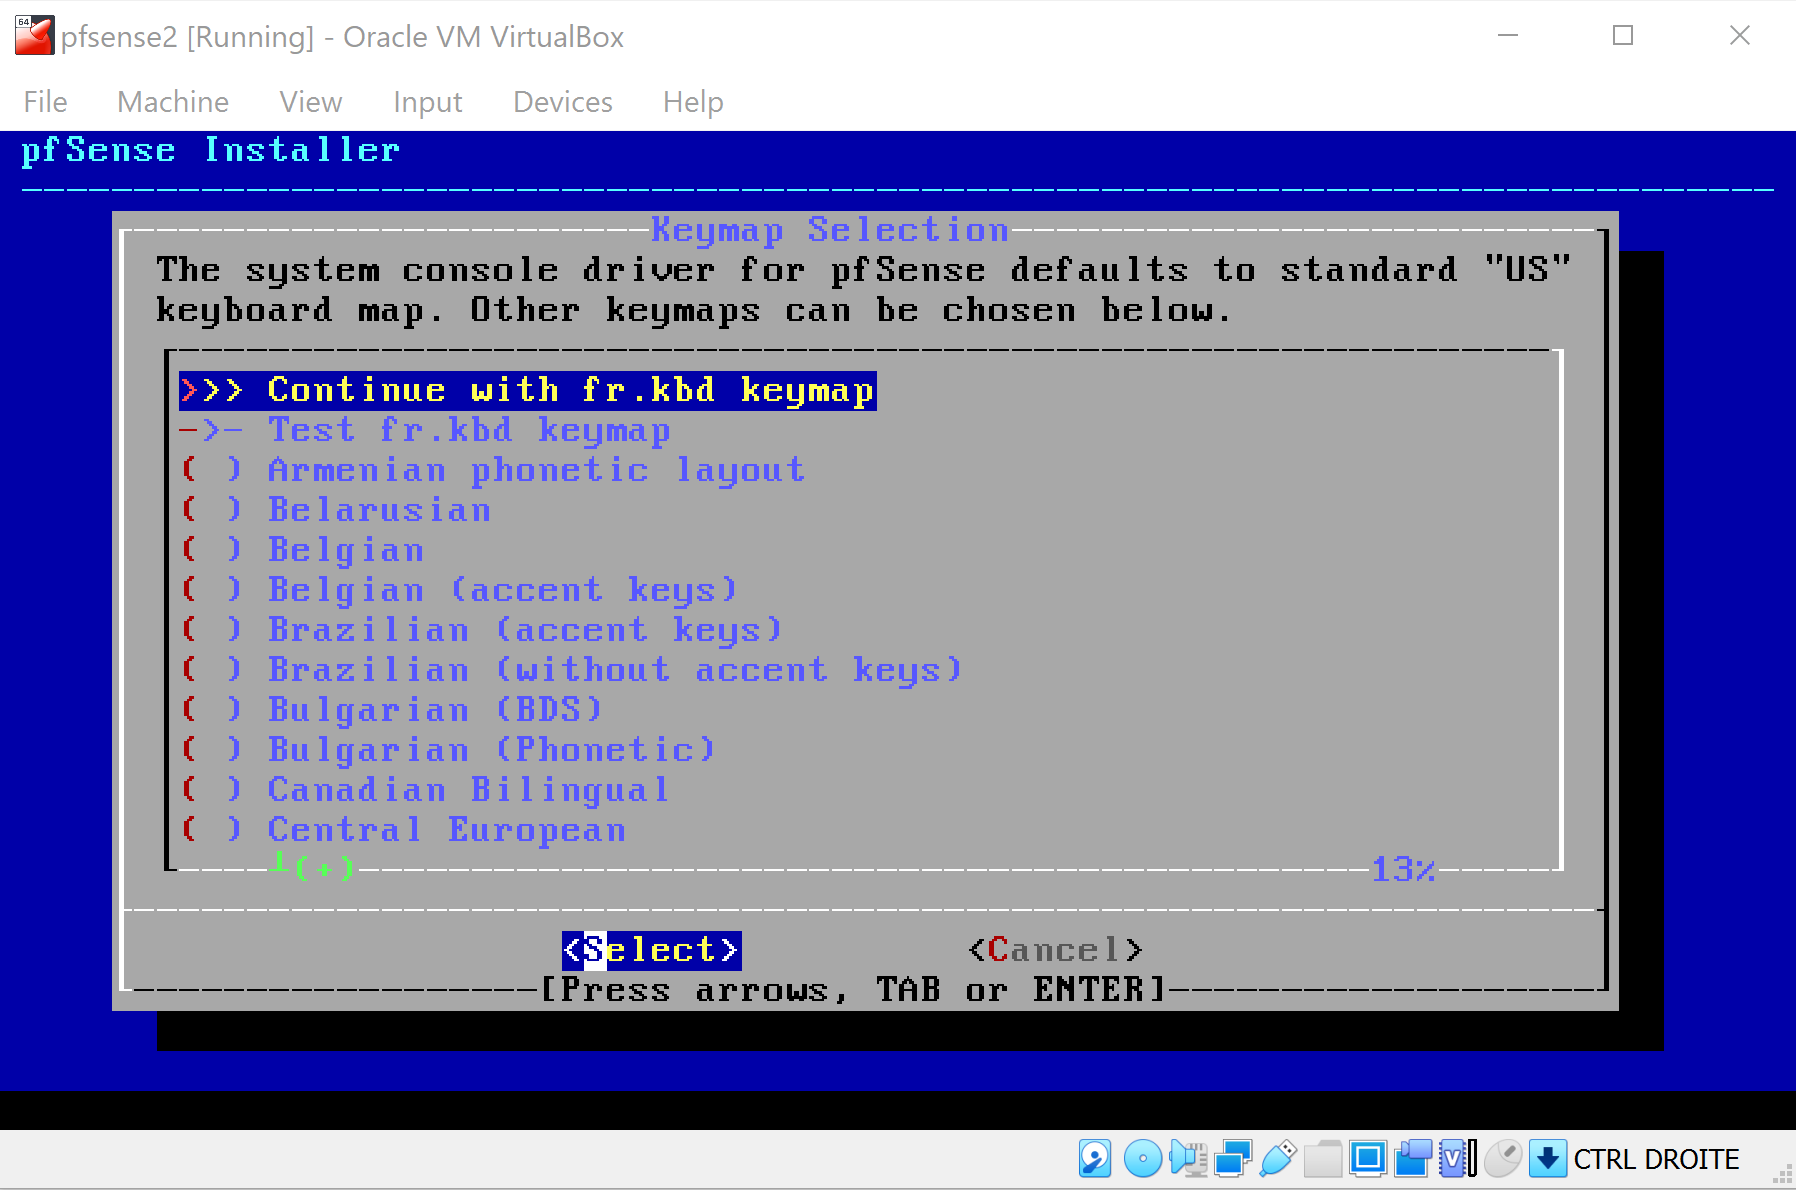 64
pfsense2 [Running] - Oracle VM VirtualBox
File Machine View Input Devices Help
pfSense Installer
Keymap Selection
The system console driver for pfSense defaults to standard "US"
keyboard map. Other keymaps can be chosen below.
>>> Continue with fr.kbd keymap
->- Test fr.kbd keymap
( ) Armenian phonetic layout
( ) Belarusian
( ) Belgian
( ) Belgian (accent keys)
( ) Brazilian (accent keys)
( ) Brazilian (without accent keys)
( ) Bulgarian (BDS)
( ) Bulgarian (Phonetic)
( ) Canadian Bilingual
( ) Central European
┴(+) 13%
<Select> <Cancel>
[Press arrows, TAB or ENTER]
V CTRL DROITE